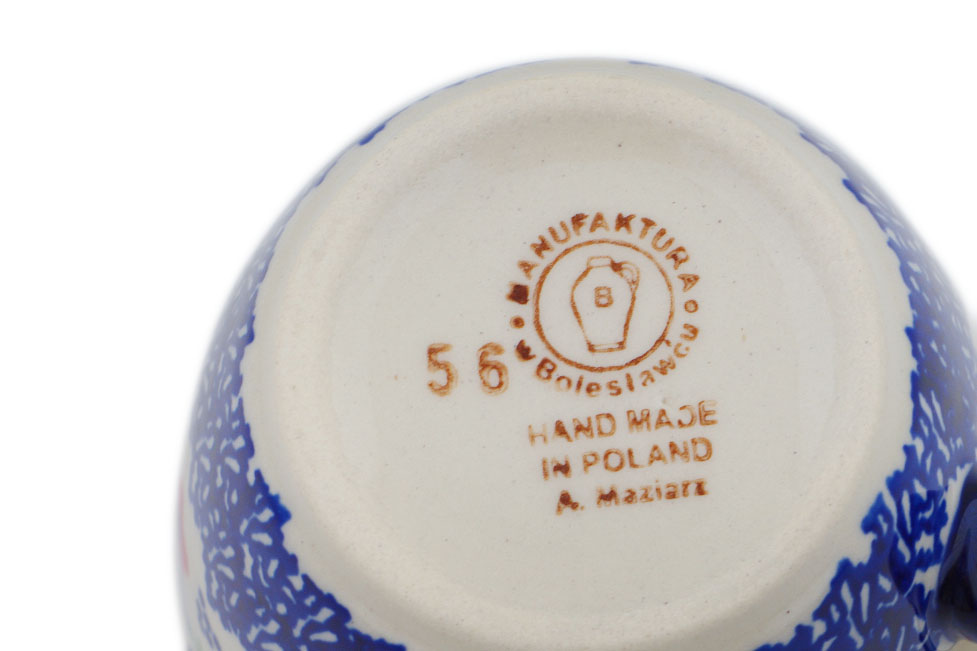 MANUFAKTURA
w Bolesławcu
B
56
HAND MADE
IN POLAND
A. Maziarz